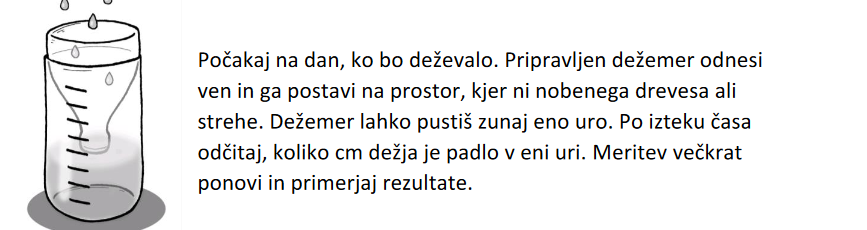 Počakaj na dan, ko bo deževalo. Pripravljen dežemer odnesi
ven in ga postavi na prostor, kjer ni nobenega drevesa ali
strehe. Dežemer lahko pustiš zunaj eno uro. Po izteku časa
odčitaj, koliko cm dežja je padlo v eni uri. Meritev večkrat
ponovi in primerjaj rezultate.